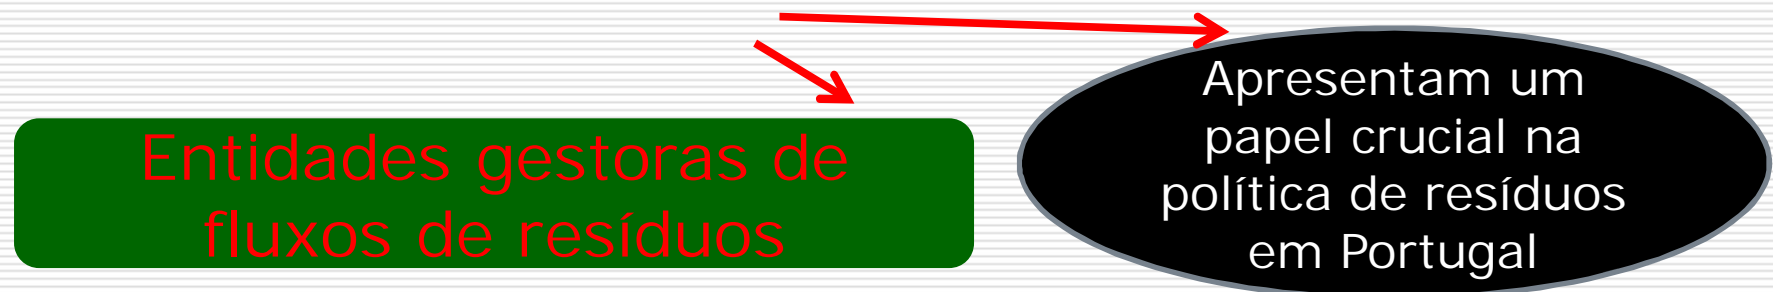 Entidades gestoras de
fluxos de resíduos
Apresentam um
papel crucial na
política de resíduos
em Portugal